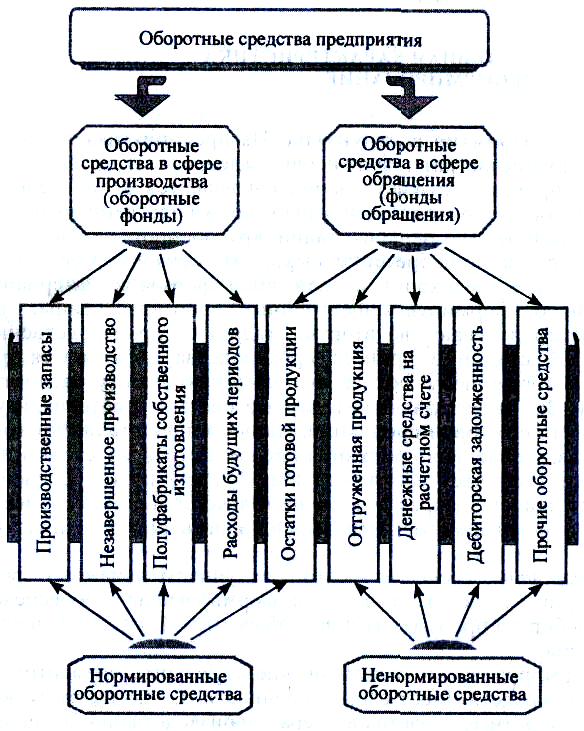 Оборотные средства предприятия
Оборотные
средства в сфере
производства
(оборотные
фонды)
Оборотные
средства в сфере
обращения
(фонды
обращения)
Производственные запасы
Незавершенное производство
Полуфабрикаты собственного
изготовления
Расходы будущих периодов
Остатки готовой продукции
Отгруженная продукция
Денежные средства на
расчетном счете
Дебиторская задолженность
Прочие оборотные средства
Нормированные
оборотные средства
Ненормированные
оборотные средства